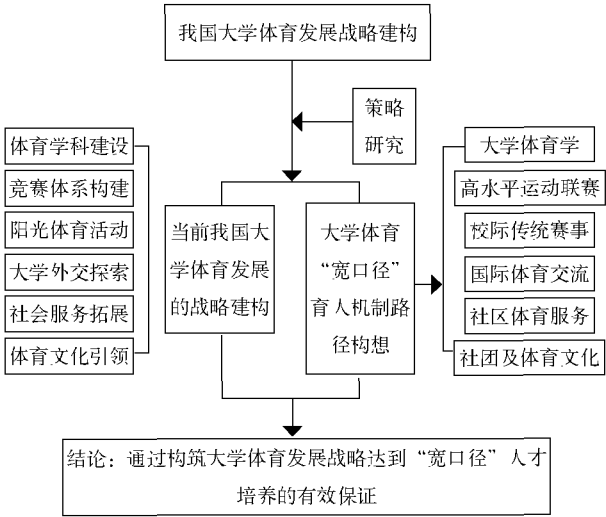 我国大学体育发展战略建构
策略
研究
体育学科建设
竞赛体系构建
阳光体育活动
大学外交探索
社会服务拓展
体育文化引领
当前我国大
学体育发展
的战略建构
大学体育
“宽口径”
育人机制路
径构想
大学体育学
高水平运动联赛
校际传统赛事
国际体育交流
社区体育服务
社团及体育文化
结论：通过构筑大学体育发展战略达到“宽口径”人才
培养的有效保证